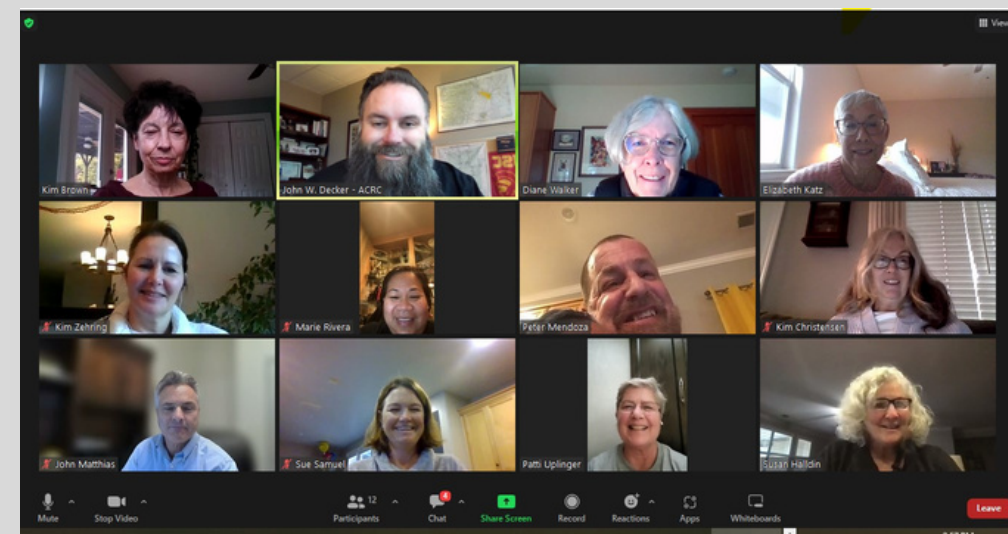 View
Kim Brown
John W. Decker - ACRC
Diane Walker
Elizabeth Katz
Kim Zehring
Marie Rivera
Peter Mendoza
Kim Christensen
John Matthias
Sue Samuel
Patti Uplinger
Susan Halldin
12
4
Mute
Stop Video
Participants
Chat
Share Screen
Record
Reactions
Apps
Whiteboards
Leave